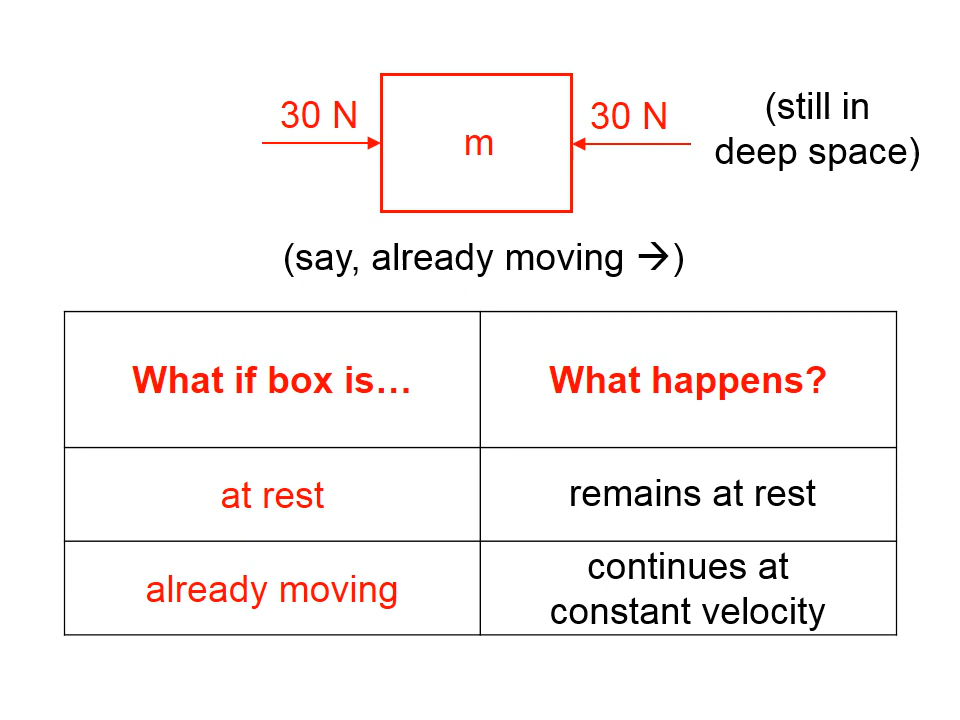 30 N
m
30 N
(still in
deep space)
(say, already moving →)
What if box is…
What happens?
at rest
remains at rest
already moving
continues at
constant velocity